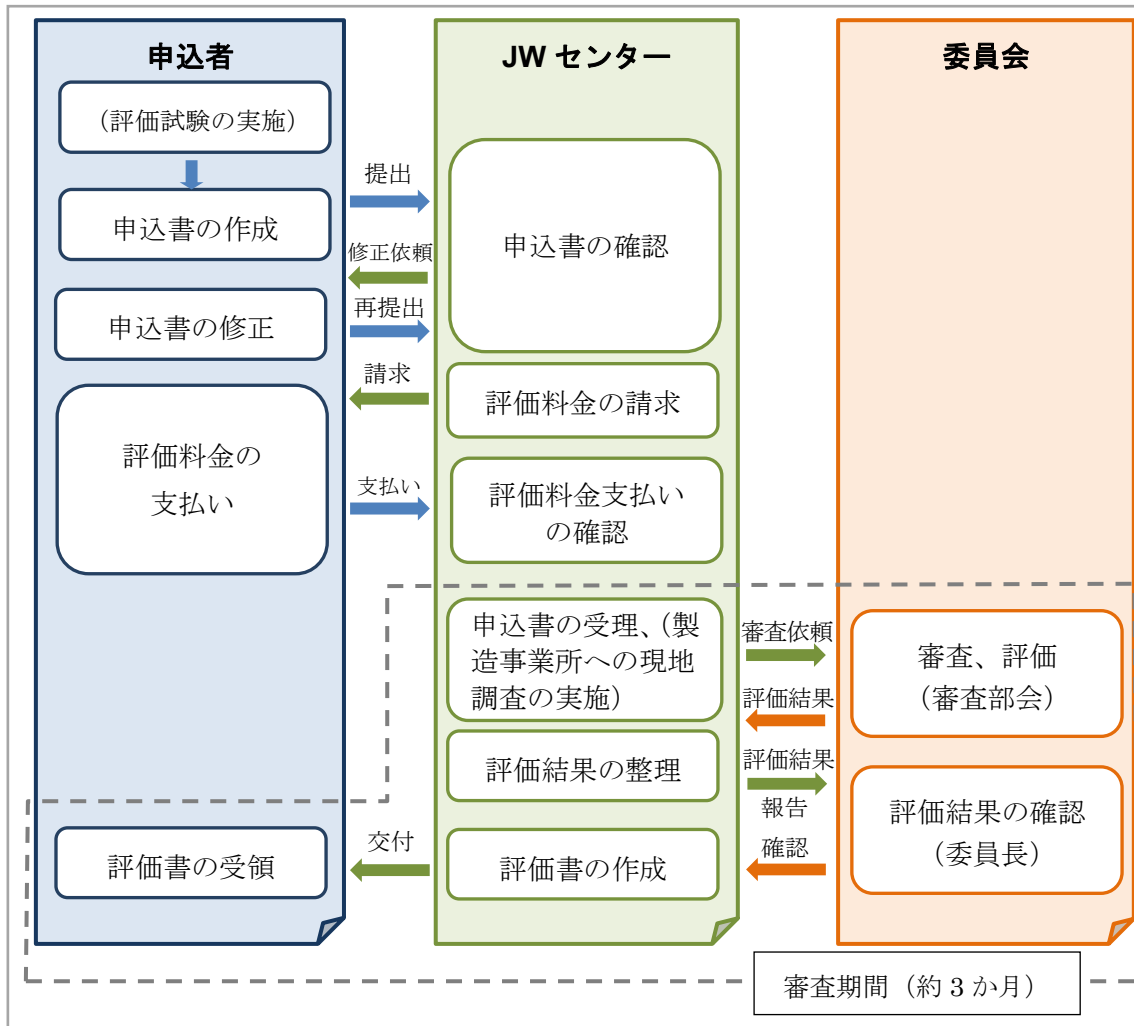 申込者
JW センター
委員会
（評価試験の実施）
提出
申込書の作成
申込書の確認
修正依頼
申込書の修正
再提出
請求
評価料金の請求
評価料金の
支払い
支払い
評価料金支払い
の確認
申込書の受理、（製
造事業所への現地
調査の実施）
審査依頼
審査、評価
（審査部会）
評価結果
評価結果の整理
評価結果
報告
評価結果の確認
（委員長）
確認
評価書の作成
交付
評価書の受領
審査期間（約 3 か月）